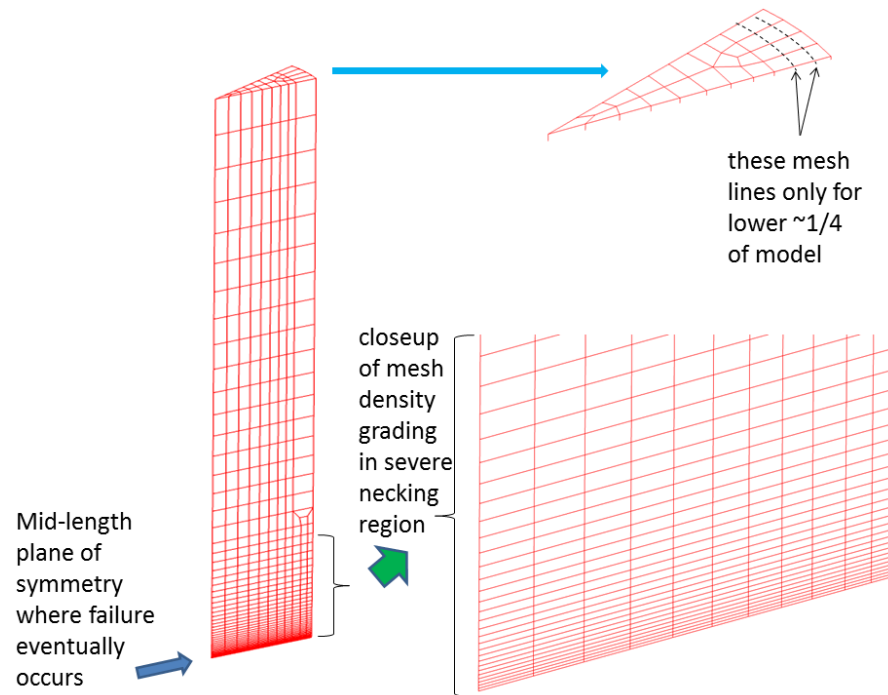 these mesh
lines only for
lower ~1/4
of model
closeup
of mesh
density
grading
in severe
necking
region
Mid-length
plane of
symmetry
where failure
eventually
occurs